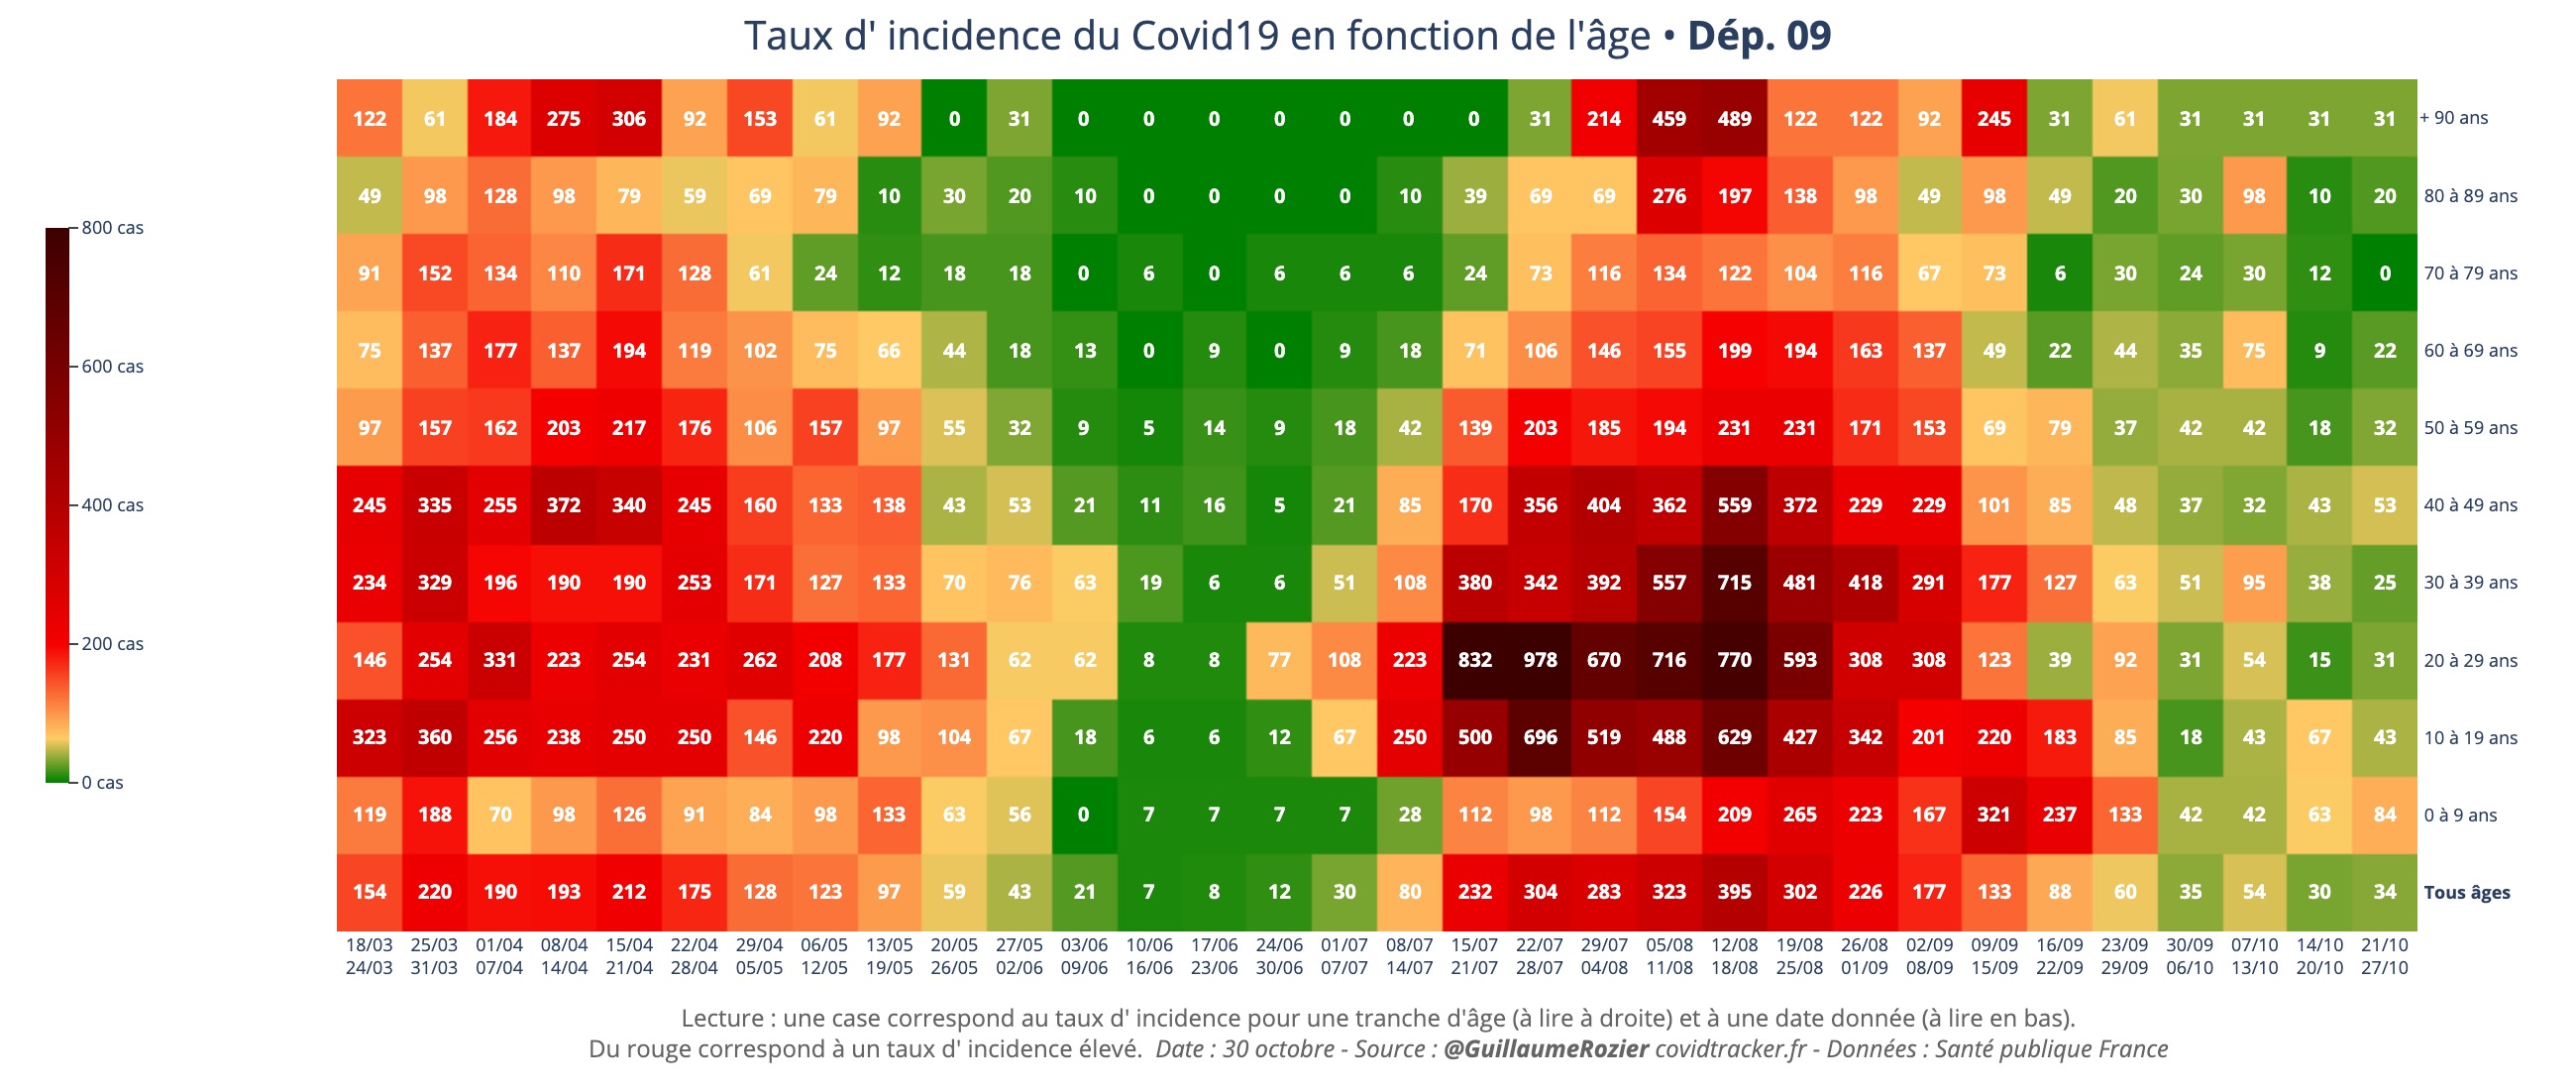 Taux d' incidence du Covid19 en fonction de l'âge • Dép. 09
122 61 184 275 306 92 153 61 92 0 31 0 0 0 0 0 0 0 31 214 459 489 122 122 92 245 31 61 31 31 31 31 + 90 ans
49 98 128 98 79 59 69 79 10 30 20 10 0 0 0 0 10 39 69 69 276 197 138 98 49 98 49 20 30 98 10 20 80 à 89 ans
91 152 134 110 171 128 61 24 12 18 18 0 6 0 6 6 6 24 73 116 134 122 104 116 67 73 6 30 24 30 12 0 70 à 79 ans
75 137 177 137 194 119 102 75 66 44 18 13 0 9 0 9 18 71 106 146 155 199 194 163 137 49 22 44 35 75 9 22 60 à 69 ans
97 157 162 203 217 176 106 157 97 55 32 9 5 14 9 18 42 139 203 185 194 231 231 171 153 69 79 37 42 42 18 32 50 à 59 ans
245 335 255 372 340 245 160 133 138 43 53 21 11 16 5 21 85 170 356 404 362 559 372 229 229 101 85 48 37 32 43 53 40 à 49 ans
234 329 196 190 190 253 171 127 133 70 76 63 19 6 6 51 108 380 342 392 557 715 481 418 291 177 127 63 51 95 38 25 30 à 39 ans
146 254 331 223 254 231 262 208 177 131 62 62 8 8 77 108 223 832 978 670 716 770 593 308 308 123 39 92 31 54 15 31 20 à 29 ans
323 360 256 238 250 250 146 220 98 104 67 18 6 6 12 67 250 500 696 519 488 629 427 342 201 220 183 85 18 43 67 43 10 à 19 ans
119 188 70 98 126 91 84 98 133 63 56 0 7 7 7 7 28 112 98 112 154 209 265 223 167 321 237 133 42 42 63 84 0 à 9 ans
154 220 190 193 212 175 128 123 97 59 43 21 7 8 12 30 80 232 304 283 323 395 302 226 177 133 88 60 35 54 30 34 Tous âges
18/03 25/03 01/04 08/04 15/04 22/04 29/04 06/05 13/05 20/05 27/05 03/06 10/06 17/06 24/06 01/07 08/07 15/07 22/07 29/07 05/08 12/08 19/08 26/08 02/09 09/09 16/09 23/09 30/09 07/10 14/10 21/10
24/03 31/03 07/04 14/04 21/04 28/04 05/05 12/05 19/05 26/05 02/06 09/06 16/06 23/06 30/06 07/07 14/07 21/07 28/07 04/08 11/08 18/08 25/08 01/09 08/09 15/09 22/09 29/09 06/10 13/10 20/10 27/10
800 cas
600 cas
400 cas
200 cas
0 cas
Lecture : une case correspond au taux d' incidence pour une tranche d'âge (à lire à droite) et à une date donnée (à lire en bas).
Du rouge correspond à un taux d' incidence élevé. Date : 30 octobre - Source : @GuillaumeRozier covidtracker.fr - Données : Santé publique France